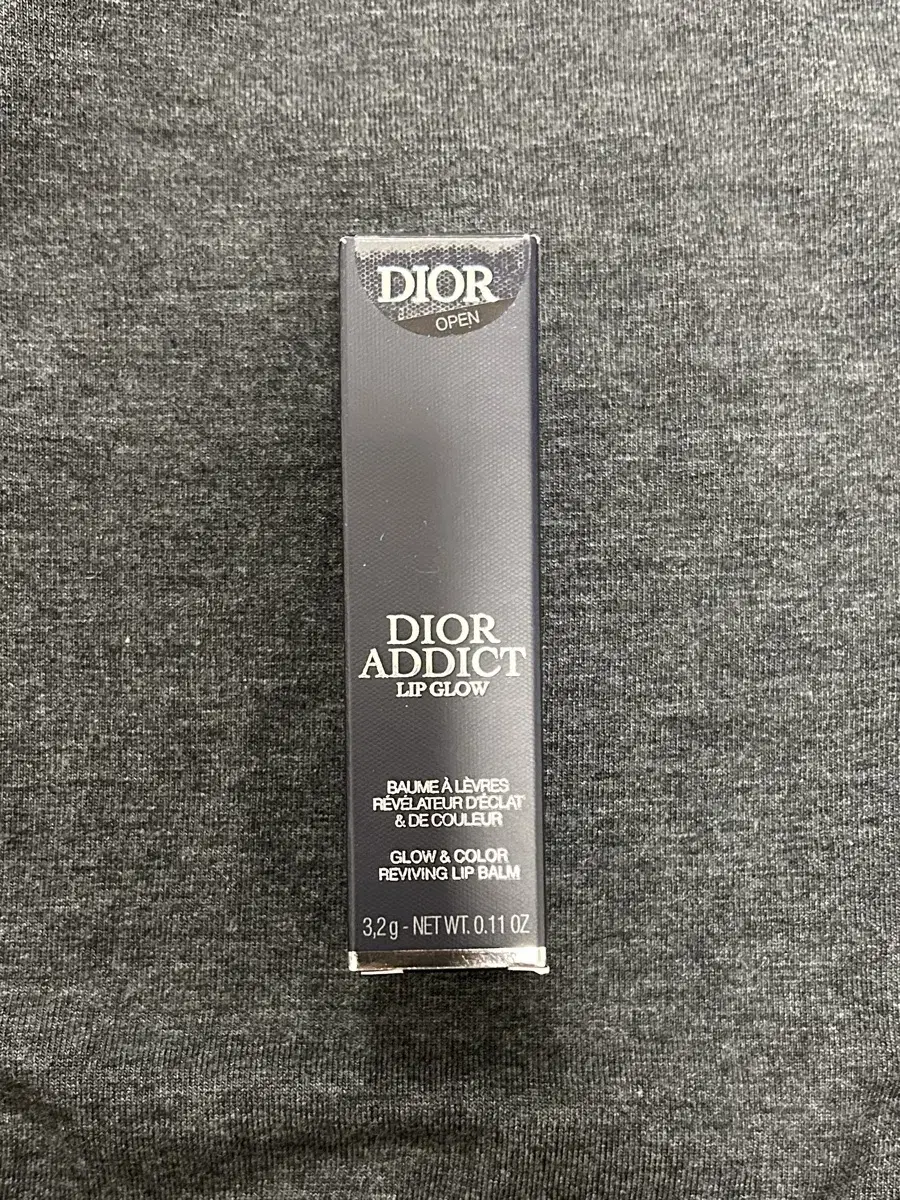 DIOR
OPEN
DIOR
ADDICT
LIP GLOW
BAUME À LÈVRES
RÉVÉLATEUR D'ÉCLAT
& DE COULEUR
GLOW & COLOR
REVIVING LIP BALM
3,2 g - NET WT. 0.11 OZ